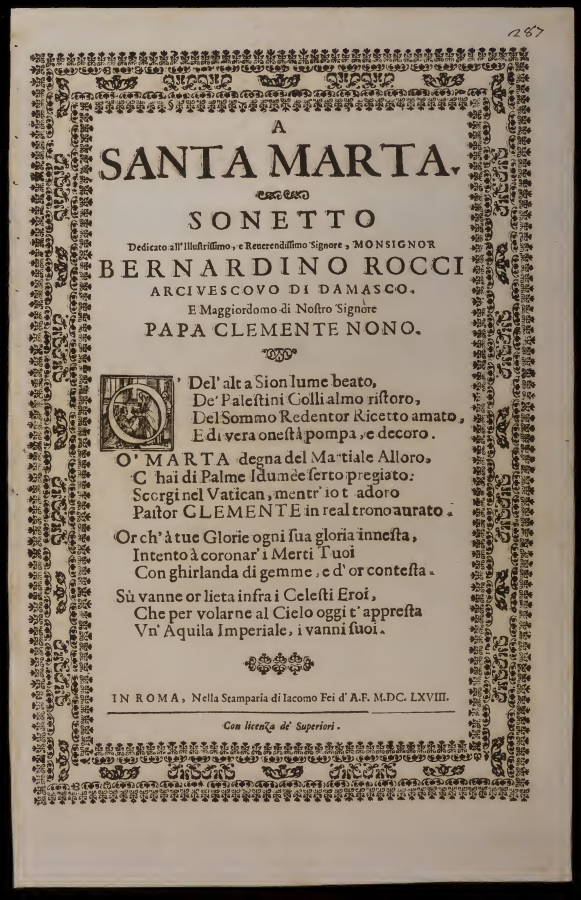 287
A
SANTA MARTA.
SONETTO
Dedicato all'Illuſtriſſimo, e Reuerendiſſimo Signore, MONSIGNOR
BERNARDINO ROCCI
ARCIVESCOVO DI DAMASCO.
E Maggiordomo di Noſtro Signore
PAPA CLEMENTE NONO.
O' Del' alta Sion lume beato,
De' Paleſtini Colli almo riſtoro,
Del Sommo Redentor Ricetto amato,
E di vera oneſtà pompa, e decoro.
O' MARTA degna del Martiale Alloro,
C' hai di Palme Idumèe ſerto pregiato:
Scorgi nel Vatican, mentr' io t' adoro
Paſtor CLEMENTE in real trono aurato.
Or ch' à tue Glorie ogni ſua gloria inneſta,
Intento à coronar' i Merti Tuoi
Con ghirlanda di gemme, e d' or conteſta.
Sù vanne or lieta infra i Celeſti Eroi,
Che per volarne al Cielo oggi t' appreſta
Vn' Aquila Imperiale, i vanni ſuoi.
IN ROMA, Nella Stamparia di Iacomo Fei d' A.F. M.DC. LXVIII.
Con licenza de' Superiori.